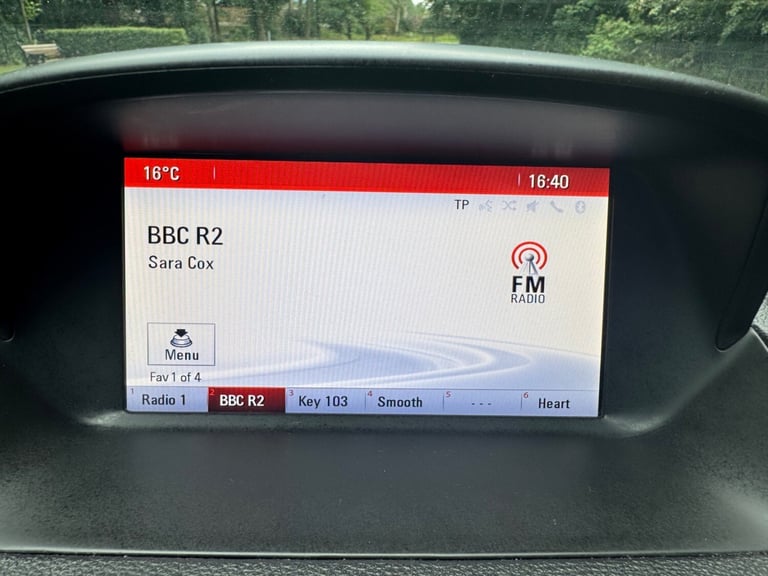 16°C 16:40
TP
BBC R2
Sara Cox
FM
RADIO
Menu
Fav 1 of 4
1 Radio 1 2 BBC R2 3 Key 103 4 Smooth 5 - - - 6 Heart